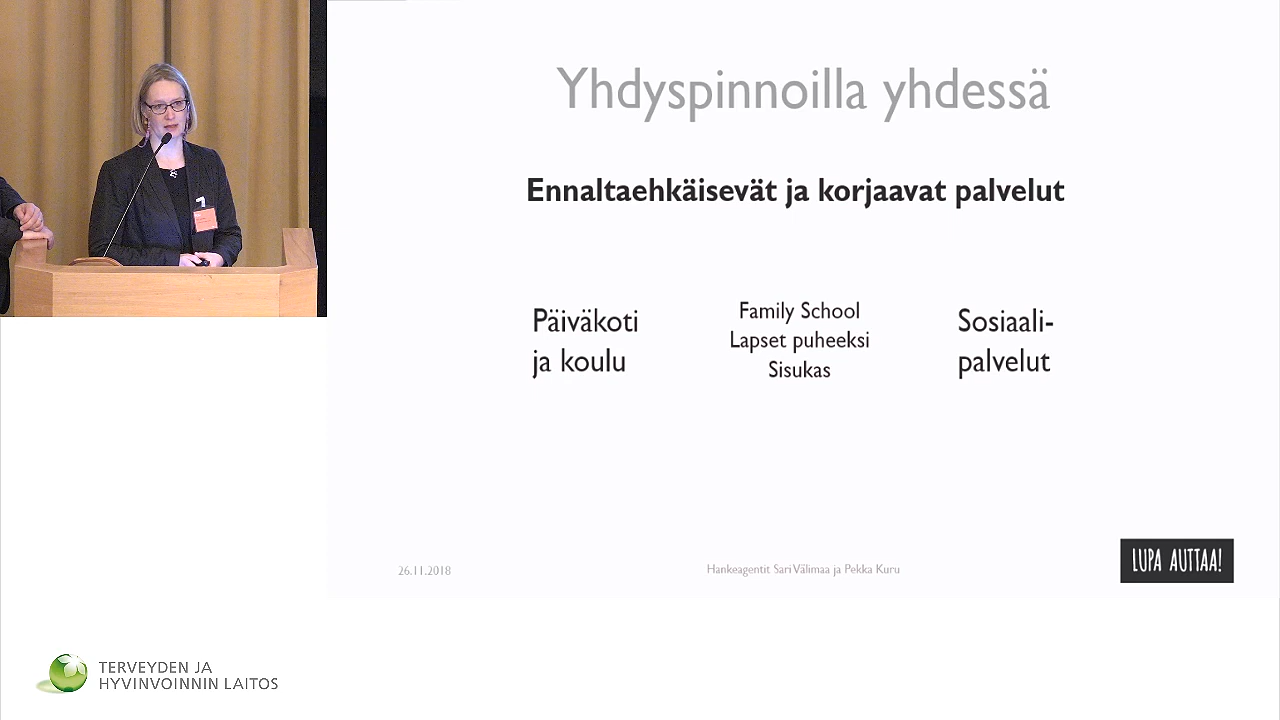 Yhdyspinnoilla yhdessä
Ennaltaehkäisevät ja korjaavat palvelut
Päiväkoti
ja koulu
Family School
Lapset puheeksi
Sisukas
Sosiaali-
palvelut
26.11.2018
Hankeagentit Sari Välimaa ja Pekka Kuru
LUPA AUTTAA!
TERVEYDEN JA
HYVINVOINNIN LAITOS